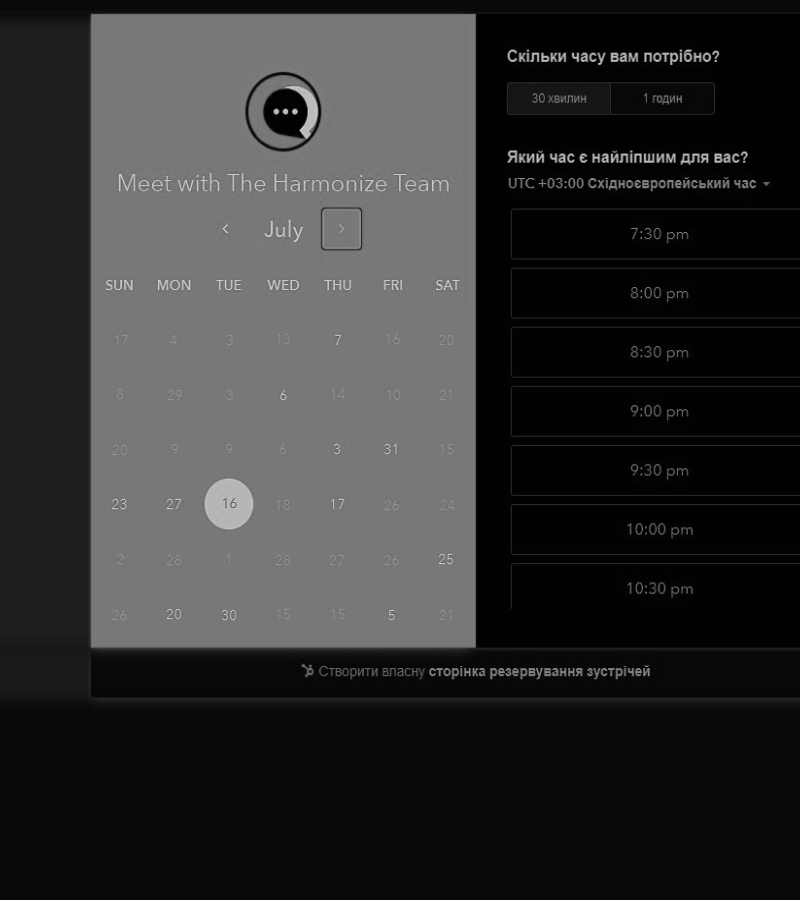 Meet with The Harmonize Team
July
SUN MON TUE WED THU FRI SAT
17 4 3 13 7 16 20
8 29 3 6 14 10 21
20 9 9 6 3 31 15
23 27 16 18 17 26 24
2 28 1 28 27 26 25
26 20 30 15 15 5 21
Скільки часу вам потрібно?
30 хвилин 1 годин
Який час є найліпшим для вас?
UTC +03:00 Східноєвропейський час
7:30 pm
8:00 pm
8:30 pm
9:00 pm
9:30 pm
10:00 pm
10:30 pm
Створити власну сторінка резервування зустрічей